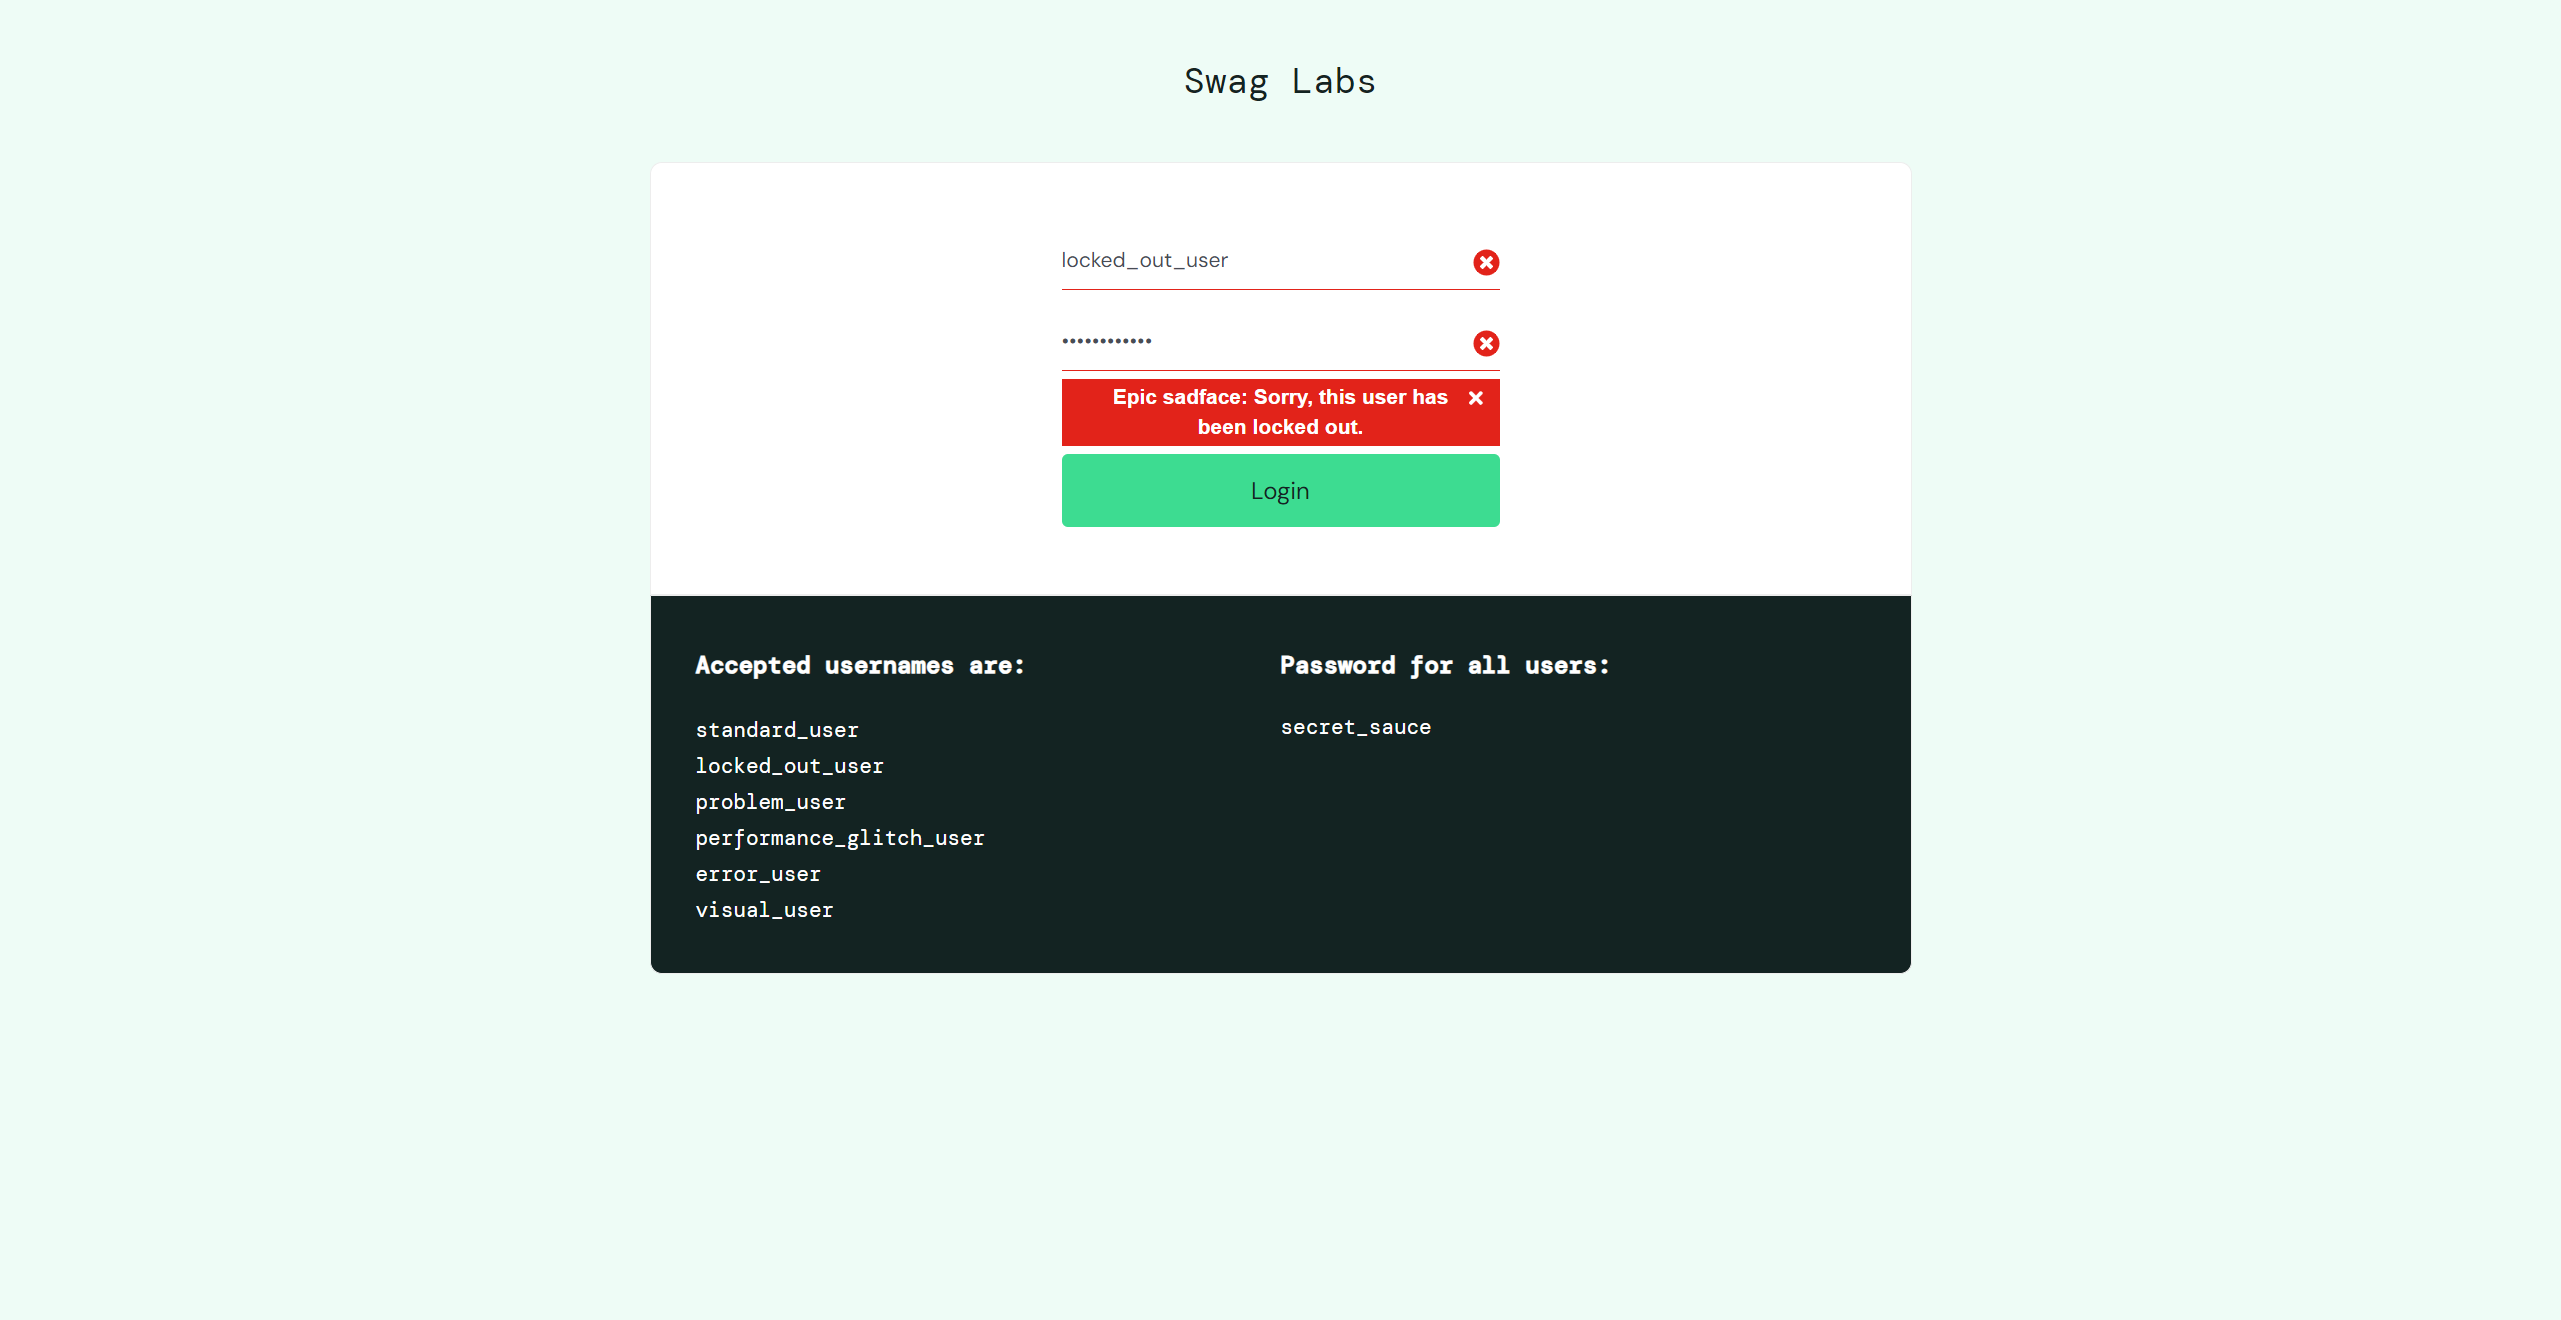 Swag Labs
locked_out_user
••••••••••••
Epic sadface: Sorry, this user has
been locked out.
Login
Accepted usernames are:
standard_user
locked_out_user
problem_user
performance_glitch_user
error_user
visual_user
Password for all users:
secret_sauce